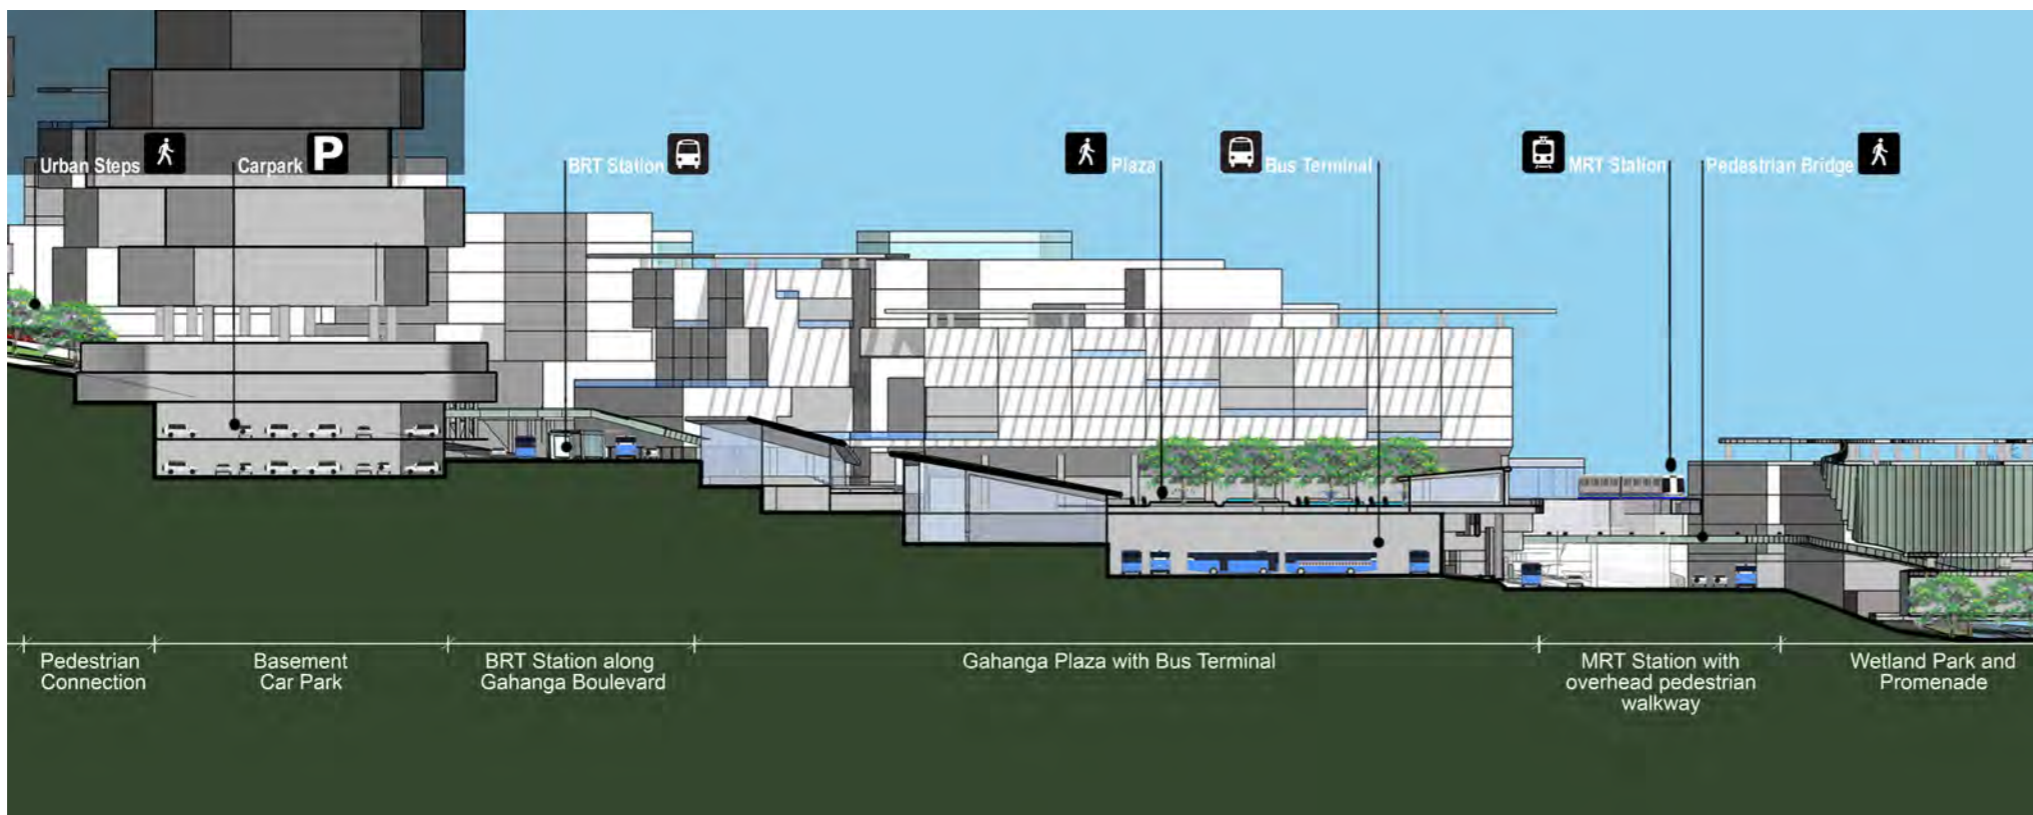 Urban Steps
Carpark P
BRT Station
Plaza
Bus Terminal
MRT Station
Pedestrian Bridge
Pedestrian
Connection
Basement
Car Park
BRT Station along
Gahanga Boulevard
Gahanga Plaza with Bus Terminal
MRT Station with
overhead pedestrian
walkway
Wetland Park and
Promenade